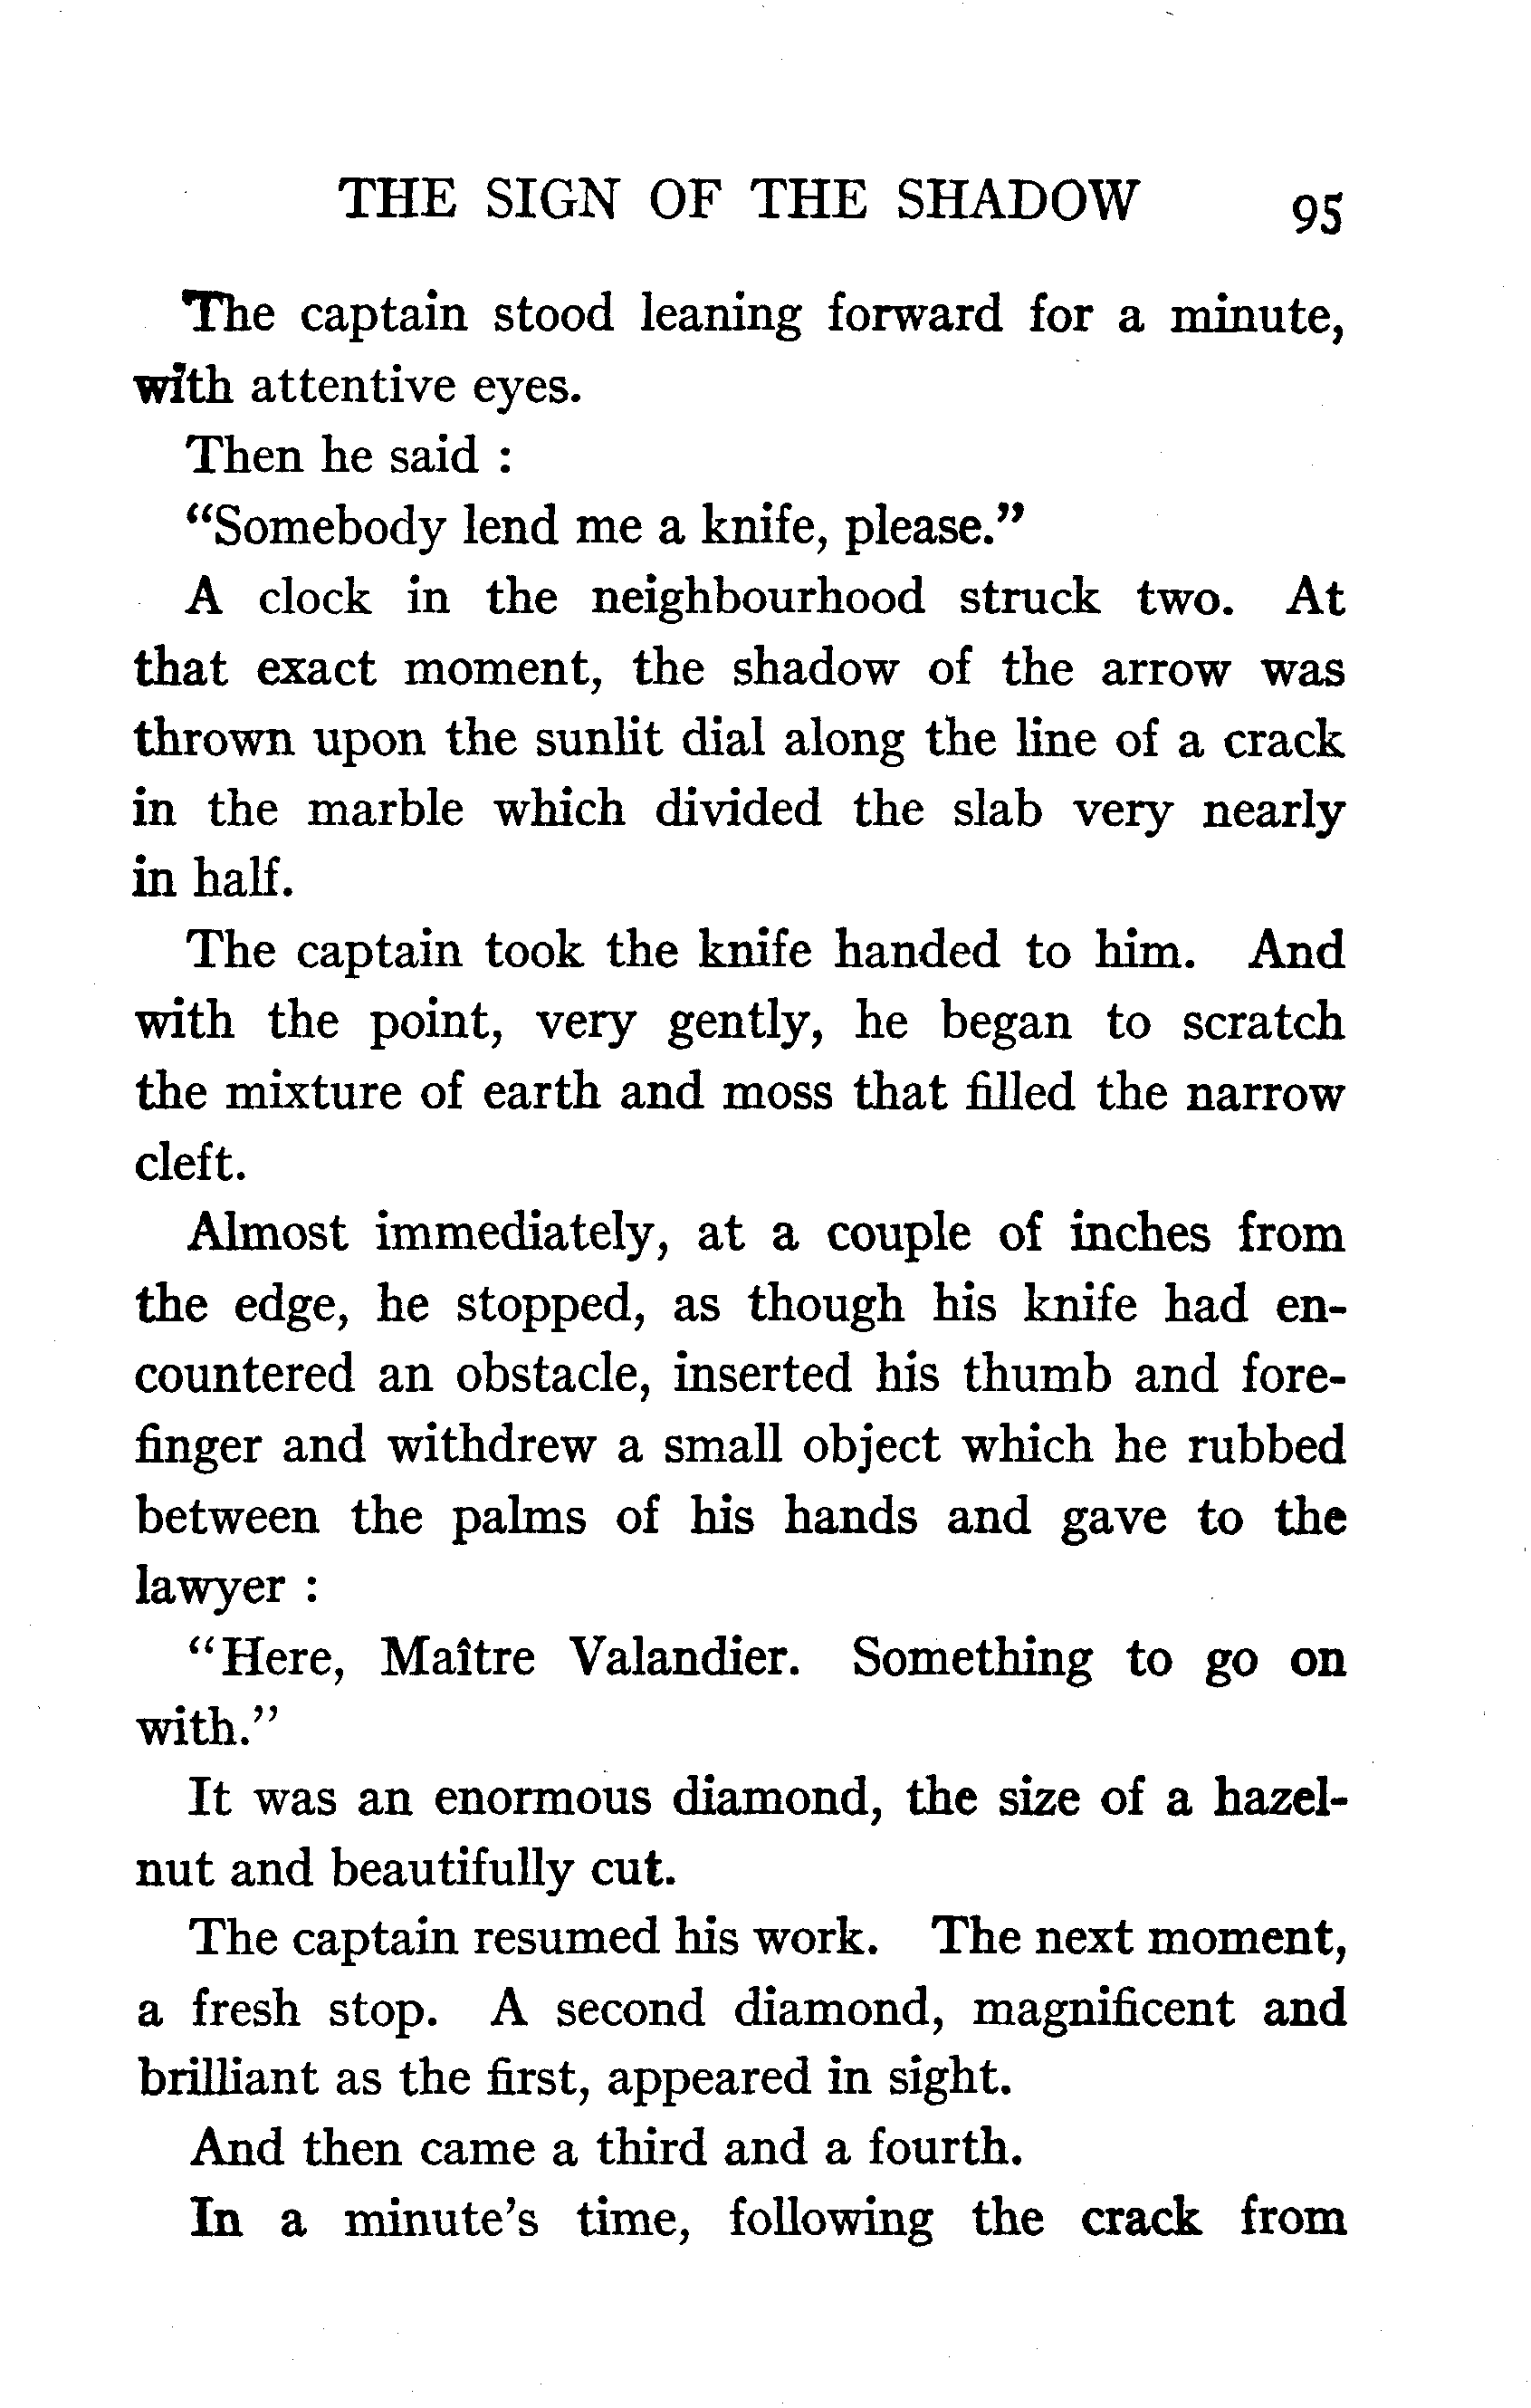 THE SIGN OF THE SHADOW 95
The captain stood leaning forward for a minute,
with attentive eyes.
Then he said :
“Somebody lend me a knife, please.”
A clock in the neighbourhood struck two. At
that exact moment, the shadow of the arrow was
thrown upon the sunlit dial along the line of a crack
in the marble which divided the slab very nearly
in half.
The captain took the knife handed to him. And
with the point, very gently, he began to scratch
the mixture of earth and moss that filled the narrow
cleft.
Almost immediately, at a couple of inches from
the edge, he stopped, as though his knife had en-
countered an obstacle, inserted his thumb and fore-
finger and withdrew a small object which he rubbed
between the palms of his hands and gave to the
lawyer :
“Here, Maître Valandier. Something to go on
with.”
It was an enormous diamond, the size of a hazel-
nut and beautifully cut.
The captain resumed his work. The next moment,
a fresh stop. A second diamond, magnificent and
brilliant as the first, appeared in sight.
And then came a third and a fourth.
In a minute's time, following the crack from